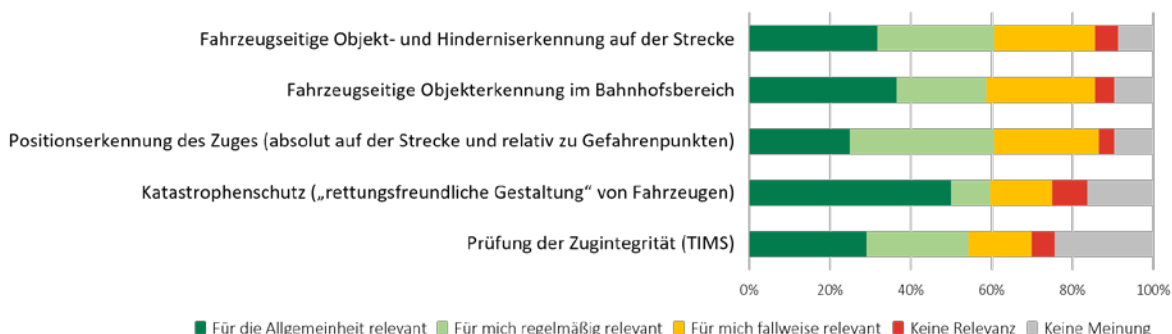 Fahrzeugseitige Objekt- und Hinderniserkennung auf der Strecke
Fahrzeugseitige Objekterkennung im Bahnhofsbereich
Positionserkennung des Zuges (absolut auf der Strecke und relativ zu Gefahrenpunkten)
Katastrophenschutz („rettungsfreundliche Gestaltung“ von Fahrzeugen)
Prüfung der Zugintegrität (TIMS)
0% 20% 40% 60% 80% 100%
Für die Allgemeinheit relevant Für mich regelmäßig relevant Für mich fallweise relevant Keine Relevanz Keine Meinung